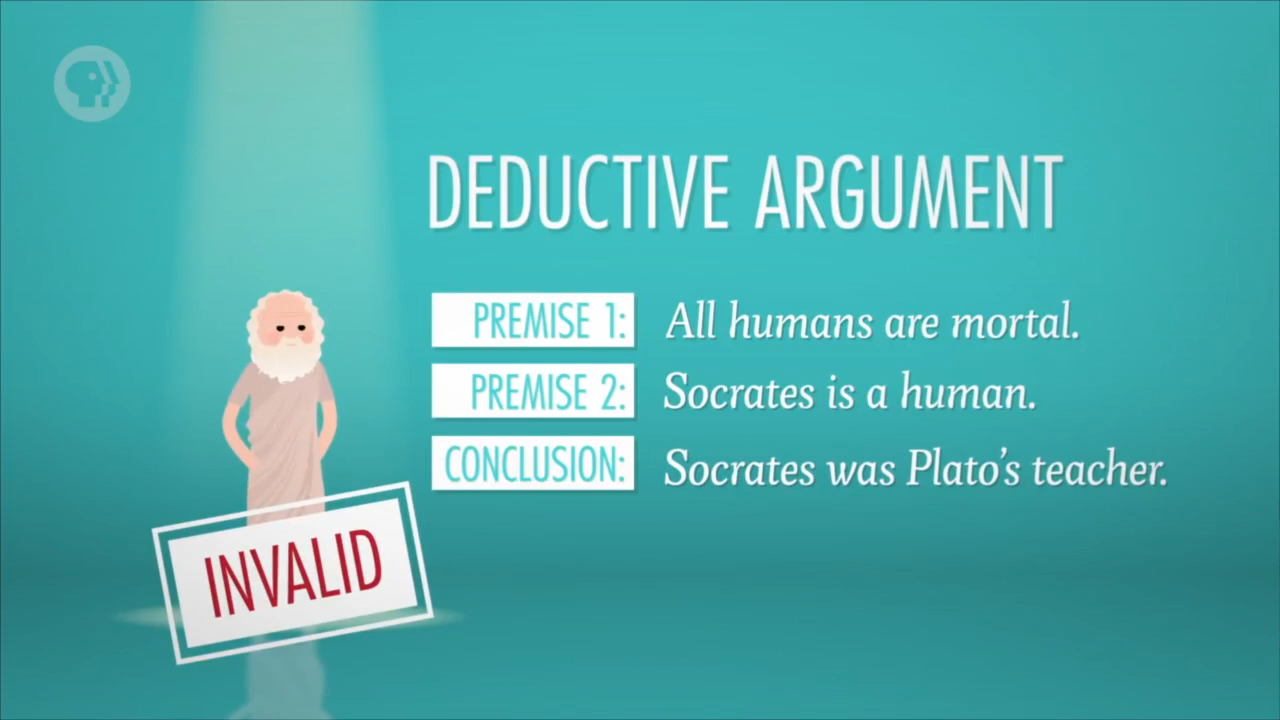 DEDUCTIVE ARGUMENT
PREMISE 1: All humans are mortal.
PREMISE 2: Socrates is a human.
CONCLUSION: Socrates was Plato's teacher.
INVALID